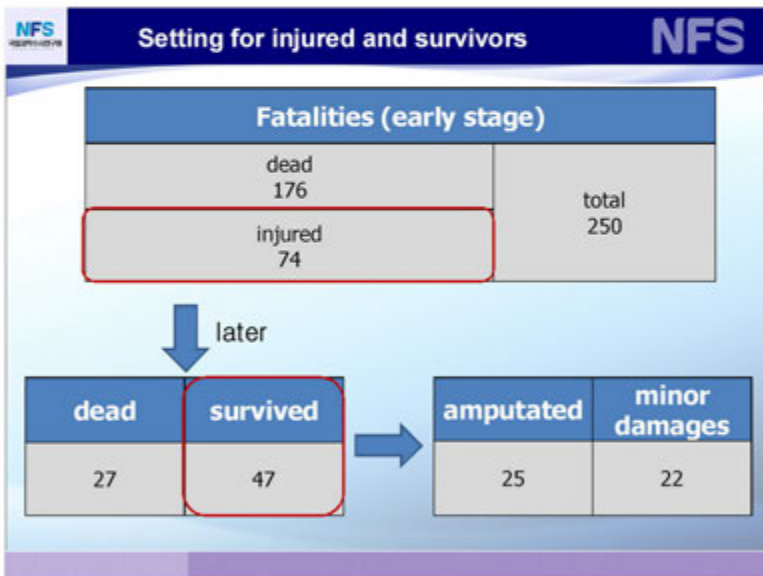 NFS
Setting for injured and survivors
NFS
Fatalities (early stage)
dead
176
total
250
injured
74
later
dead
survived
27
47
amputated
minor
damages
25
22